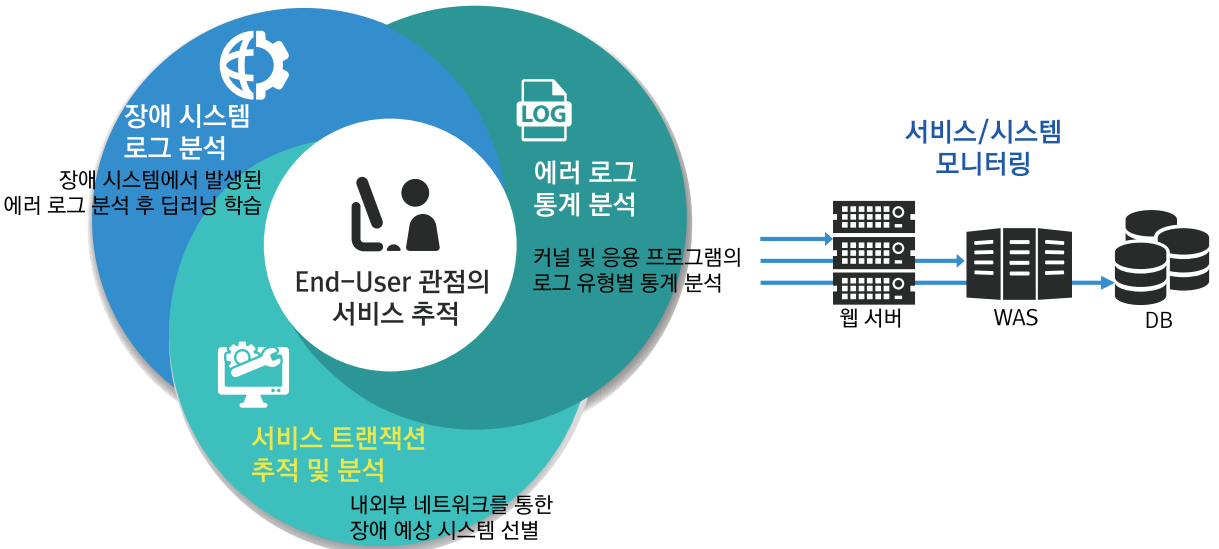 장애 시스템
로그 분석
장애 시스템에서 발생된
에러 로그 분석 후 딥러닝 학습
LOG
에러 로그
통계 분석
커널 및 응용 프로그램의
로그 유형별 통계 분석
End-User 관점의
서비스 추적
서비스 트랜잭션
추적 및 분석
내외부 네트워크를 통한
장애 예상 시스템 선별
서비스/시스템
모니터링
웹 서버
WAS
DB